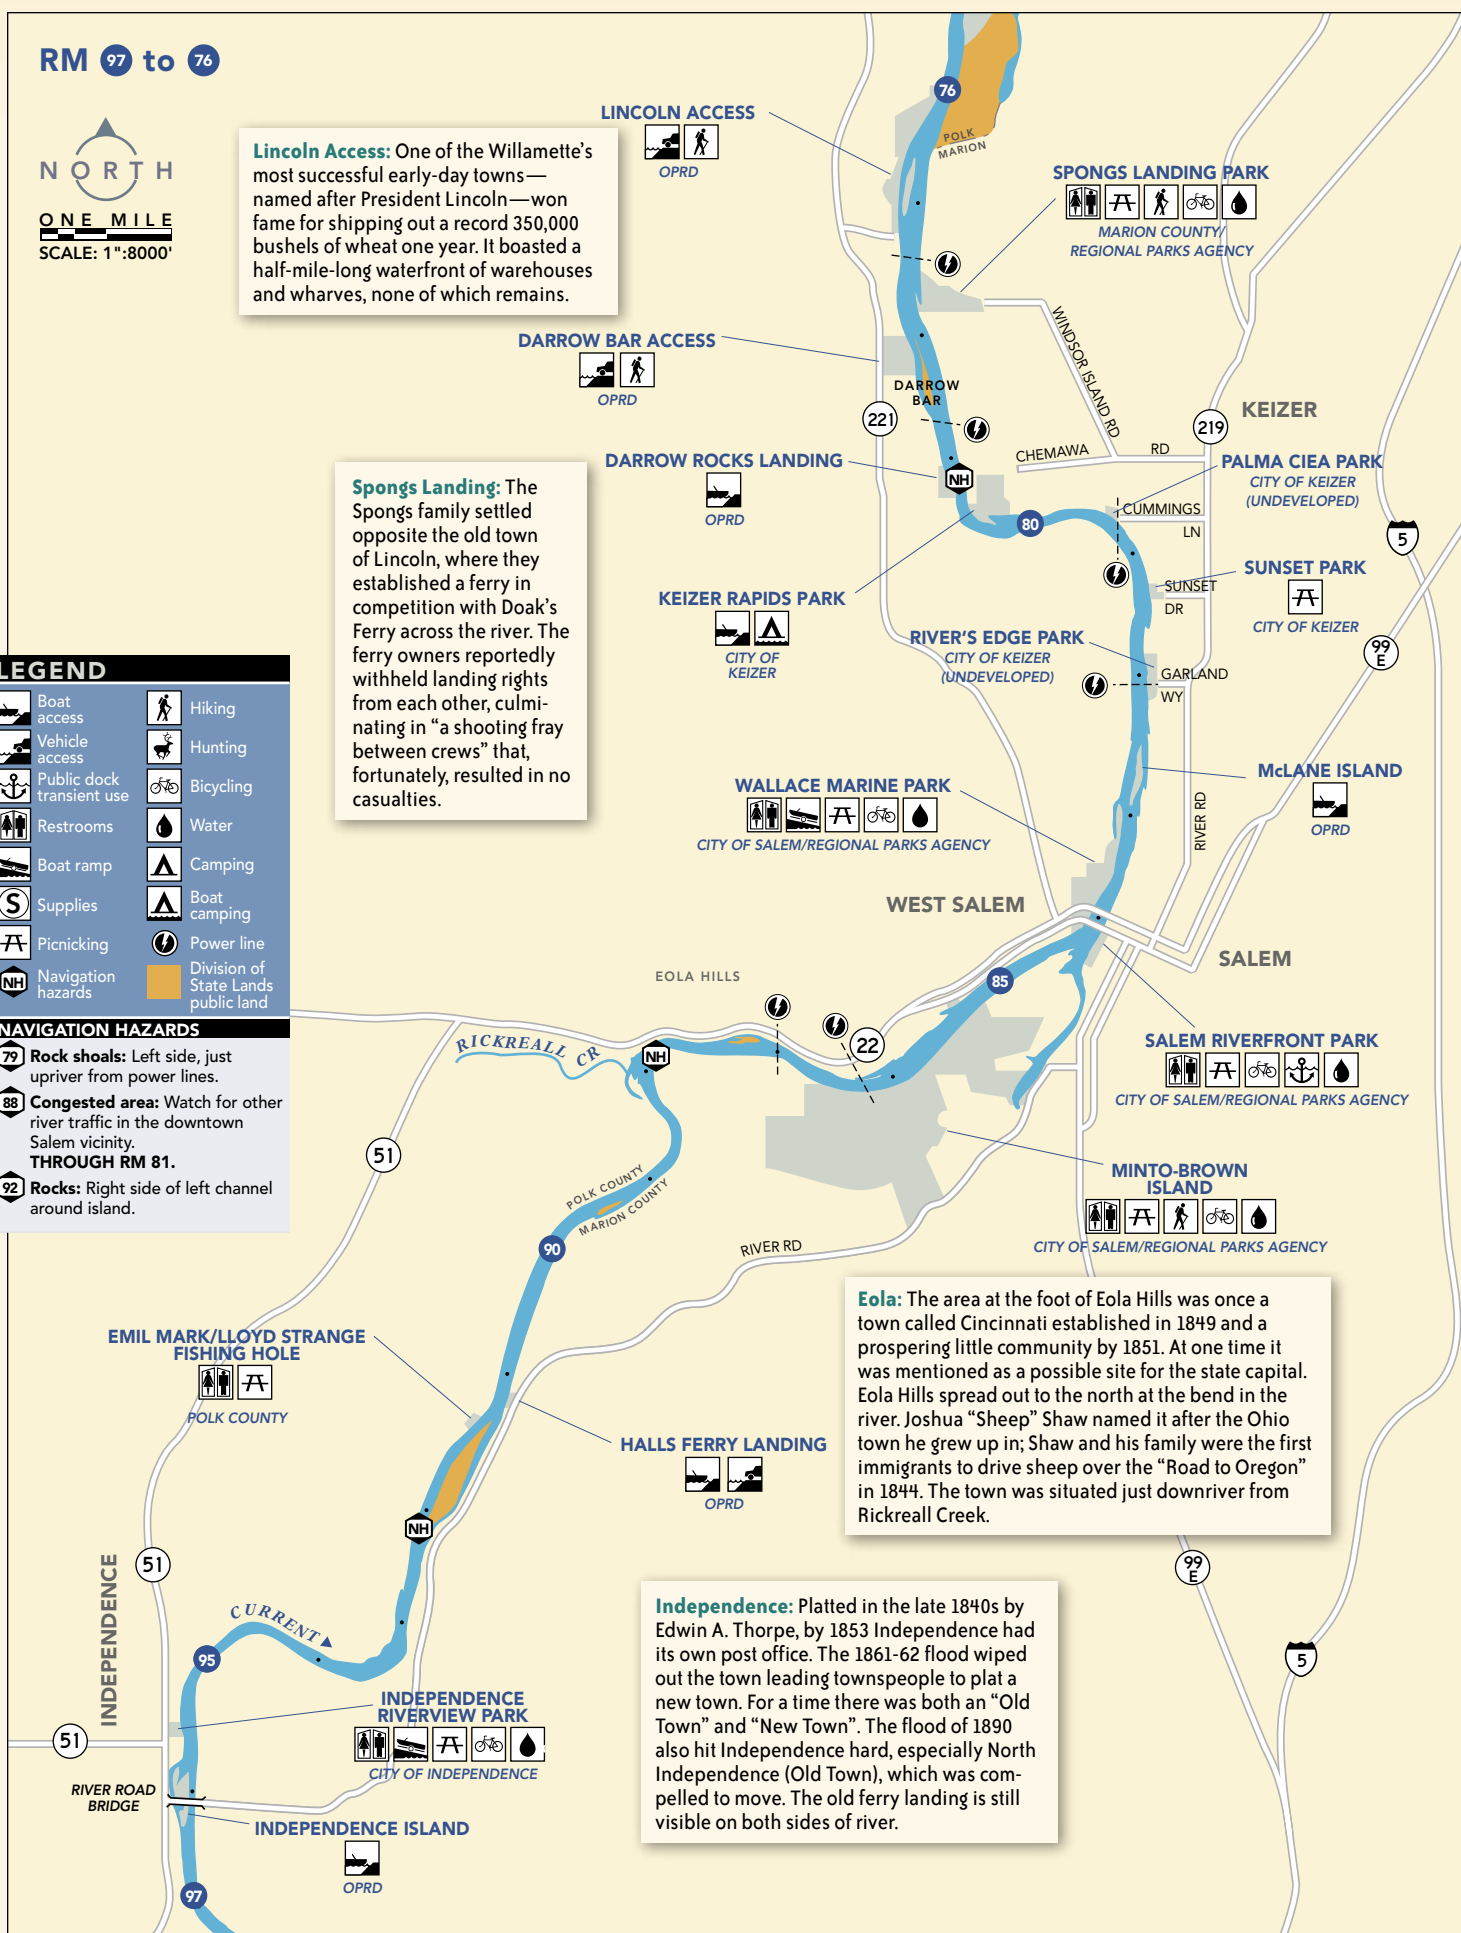 RM 97 to 76
NORTH
ONE MILE
SCALE: 1":8000'
Lincoln Access: One of the Willamette's
most successful early-day towns—
named after President Lincoln—won
fame for shipping out a record 350,000
bushels of wheat one year. It boasted a
half-mile-long waterfront of warehouses
and wharves, none of which remains.
LINCOLN ACCESS
OPRD
76
POLK
MARION
SPONGS LANDING PARK
MARION COUNTY/
REGIONAL PARKS AGENCY
DARROW BAR ACCESS
OPRD
WINDSOR ISLAND RD
DARROW
BAR
221
219
KEIZER
CHEMAWA RD
DARROW ROCKS LANDING
OPRD
NH
PALMA CIEA PARK
CITY OF KEIZER
(UNDEVELOPED)
Spongs Landing: The
Spongs family settled
opposite the old town
of Lincoln, where they
established a ferry in
competition with Doak's
Ferry across the river. The
ferry owners reportedly
withheld landing rights
from each other, culmi-
nating in "a shooting fray
between crews" that,
fortunately, resulted in no
casualties.
80
CUMMINGS
LN
5
SUNSET PARK
CITY OF KEIZER
SUNSET
DR
KEIZER RAPIDS PARK
CITY OF
KEIZER
RIVER'S EDGE PARK
CITY OF KEIZER
(UNDEVELOPED)
99
E
GARLAND
WY
LEGEND
Boat
access
Vehicle
access
Public dock
transient use
Restrooms
Boat ramp
S Supplies
Picnicking
NH Navigation
hazards
Hiking
Hunting
Bicycling
Water
Camping
Boat
camping
Power line
Division of
State Lands
public land
NAVIGATION HAZARDS
79 Rock shoals: Left side, just
upriver from power lines.
88 Congested area: Watch for other
river traffic in the downtown
Salem vicinity.
THROUGH RM 81.
92 Rocks: Right side of left channel
around island.
McLANE ISLAND
OPRD
WALLACE MARINE PARK
CITY OF SALEM/REGIONAL PARKS AGENCY
RIVER RD
WEST SALEM
SALEM
EOLA HILLS
85
22
RICKREALL CR
NH
SALEM RIVERFRONT PARK
CITY OF SALEM/REGIONAL PARKS AGENCY
51
POLK COUNTY
MARION COUNTY
MINTO-BROWN
ISLAND
CITY OF SALEM/REGIONAL PARKS AGENCY
90
RIVER RD
EMIL MARK/LLOYD STRANGE
FISHING HOLE
POLK COUNTY
HALLS FERRY LANDING
OPRD
Eola: The area at the foot of Eola Hills was once a
town called Cincinnati established in 1849 and a
prospering little community by 1851. At one time it
was mentioned as a possible site for the state capital.
Eola Hills spread out to the north at the bend in the
river. Joshua "Sheep" Shaw named it after the Ohio
town he grew up in; Shaw and his family were the first
immigrants to drive sheep over the "Road to Oregon"
in 1844. The town was situated just downriver from
Rickreall Creek.
NH
51
INDEPENDENCE
99
E
CURRENT
95
5
Independence: Platted in the late 1840s by
Edwin A. Thorpe, by 1853 Independence had
its own post office. The 1861-62 flood wiped
out the town leading townspeople to plat a
new town. For a time there was both an "Old
Town" and "New Town". The flood of 1890
also hit Independence hard, especially North
Independence (Old Town), which was com-
pelled to move. The old ferry landing is still
visible on both sides of river.
INDEPENDENCE
RIVERVIEW PARK
CITY OF INDEPENDENCE
51
RIVER ROAD
BRIDGE
INDEPENDENCE ISLAND
OPRD
97